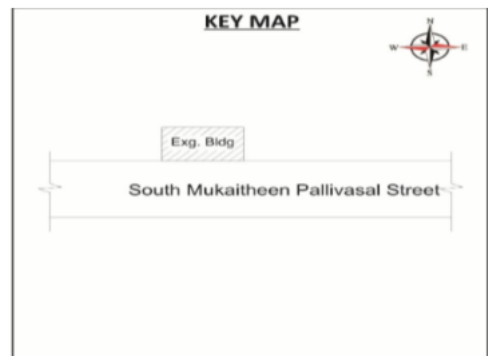 KEY MAP
N
W E
S
Exg. Bldg
South Mukaitheen Pallivasal Street